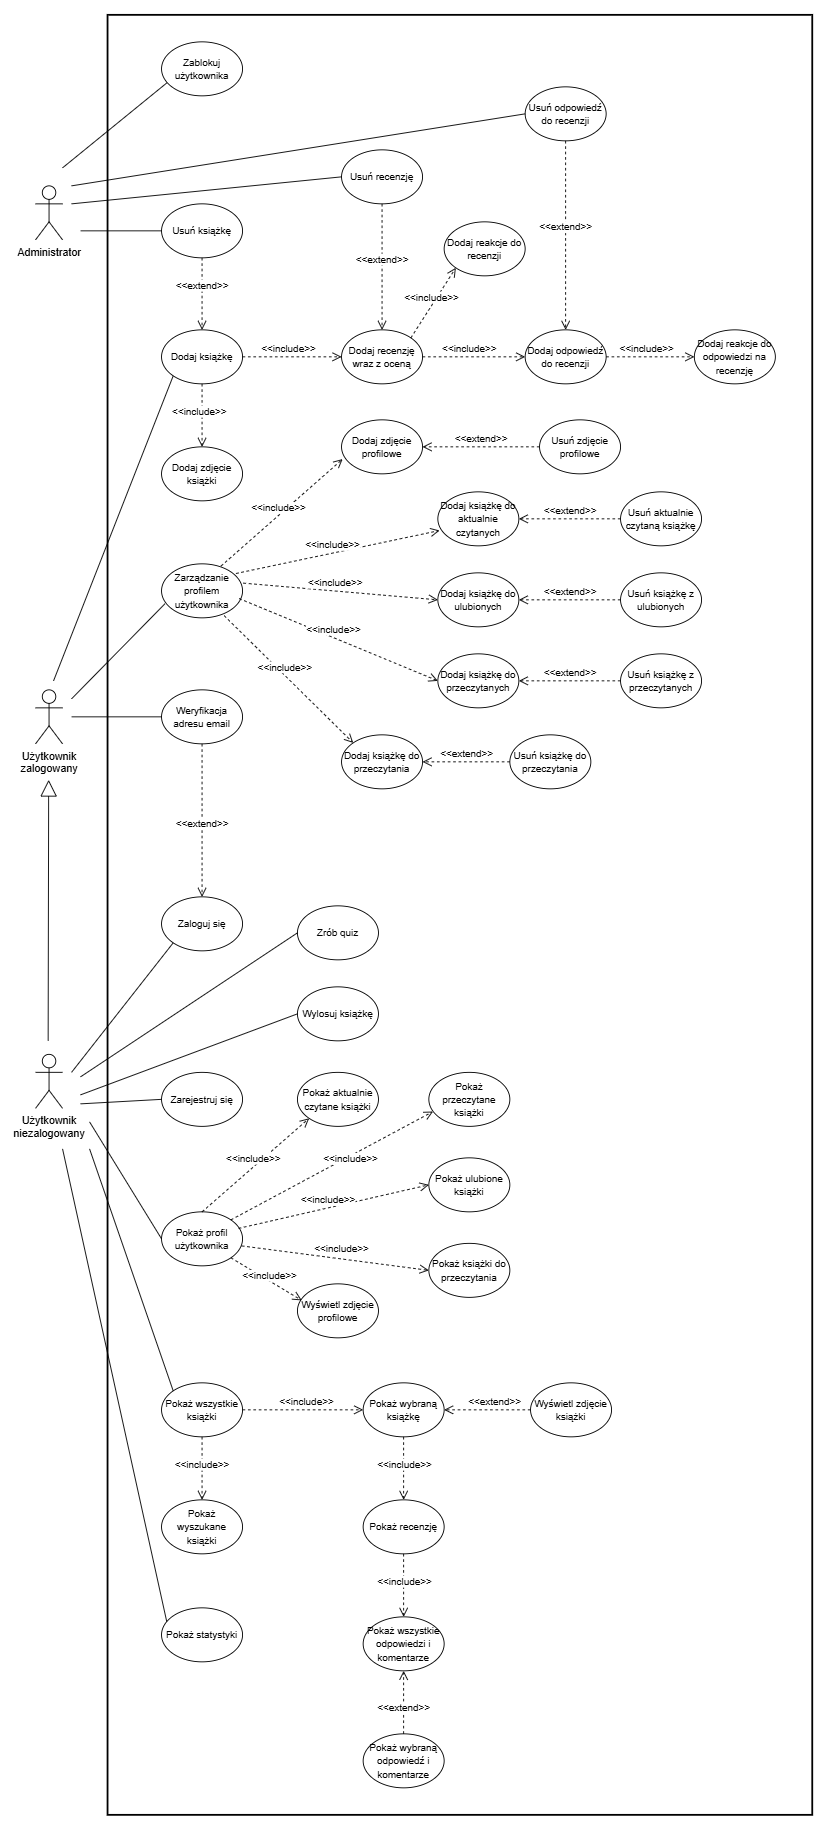 Zablokuj
użytkownika
Usuń odpowiedź
do recenzji
Usuń recenzję
Administrator
Usuń książkę
<<extend>>
Dodaj reakcje do
recenzji
<<extend>>
<<extend>>
<<include>>
Dodaj książkę
<<include>>
Dodaj recenzję
wraz z oceną
<<include>>
Dodaj odpowiedź
do recenzji
<<include>>
Dodaj reakcje do
odpowiedzi na
recenzję
<<include>>
Dodaj zdjęcie
książki
Dodaj zdjęcie
profilowe
<<extend>>
Usuń zdjęcie
profilowe
<<include>>
Dodaj książkę do
aktualnie
czytanych
<<extend>>
Usuń aktualnie
czytaną książkę
<<include>>
Zarządzanie
profilem
użytkownika
<<include>>
Dodaj książkę do
ulubionych
<<extend>>
Usuń książkę z
ulubionych
<<include>>
Dodaj książkę do
przeczytanych
<<extend>>
Usuń książkę z
przeczytanych
<<include>>
Dodaj książkę do
przeczytania
<<extend>>
Usuń książkę do
przeczytania
Użytkownik
zalogowany
Weryfikacja
adresu email
<<extend>>
Zaloguj się
Zrób quiz
Wylosuj książkę
Użytkownik
niezalogowany
Zarejestruj się
Pokaż aktualnie
czytane książki
Pokaż
przeczytane
książki
<<include>>
<<include>>
Pokaż ulubione
książki
<<include>>
Pokaż profil
użytkownika
<<include>>
Pokaż książki do
przeczytania
<<include>>
Wyświetl zdjęcie
profilowe
Pokaż wszystkie
książki
<<include>>
Pokaż wybraną
książkę
<<extend>>
Wyświetl zdjęcie
książki
<<include>>
<<include>>
Pokaż
wyszukane
książki
Pokaż recenzję
<<include>>
Pokaż statystyki
Pokaż wszystkie
odpowiedzi i
komentarze
<<extend>>
Pokaż wybraną
odpowiedź i
komentarze